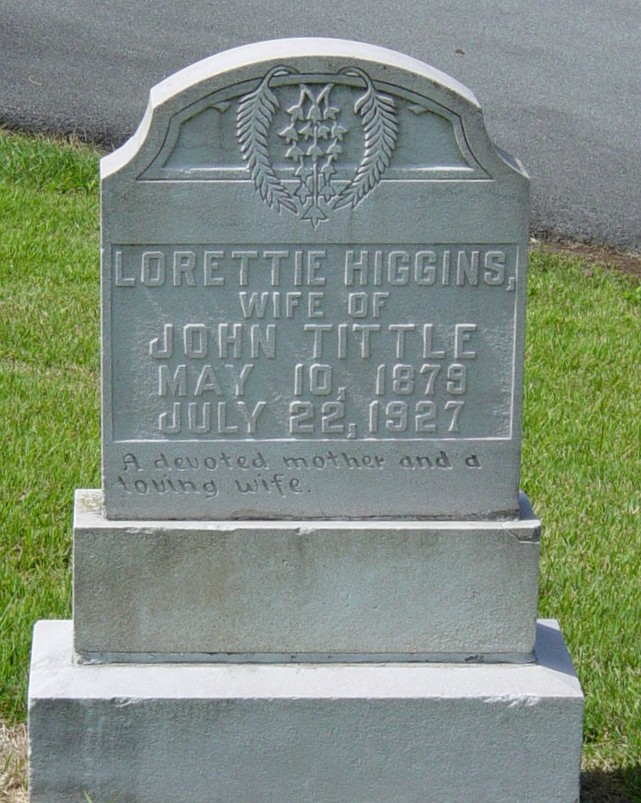 LORETTIE HIGGINS,
WIFE OF
JOHN TITTLE
MAY 10, 1879
JULY 22, 1927
A devoted mother and a
loving wife.